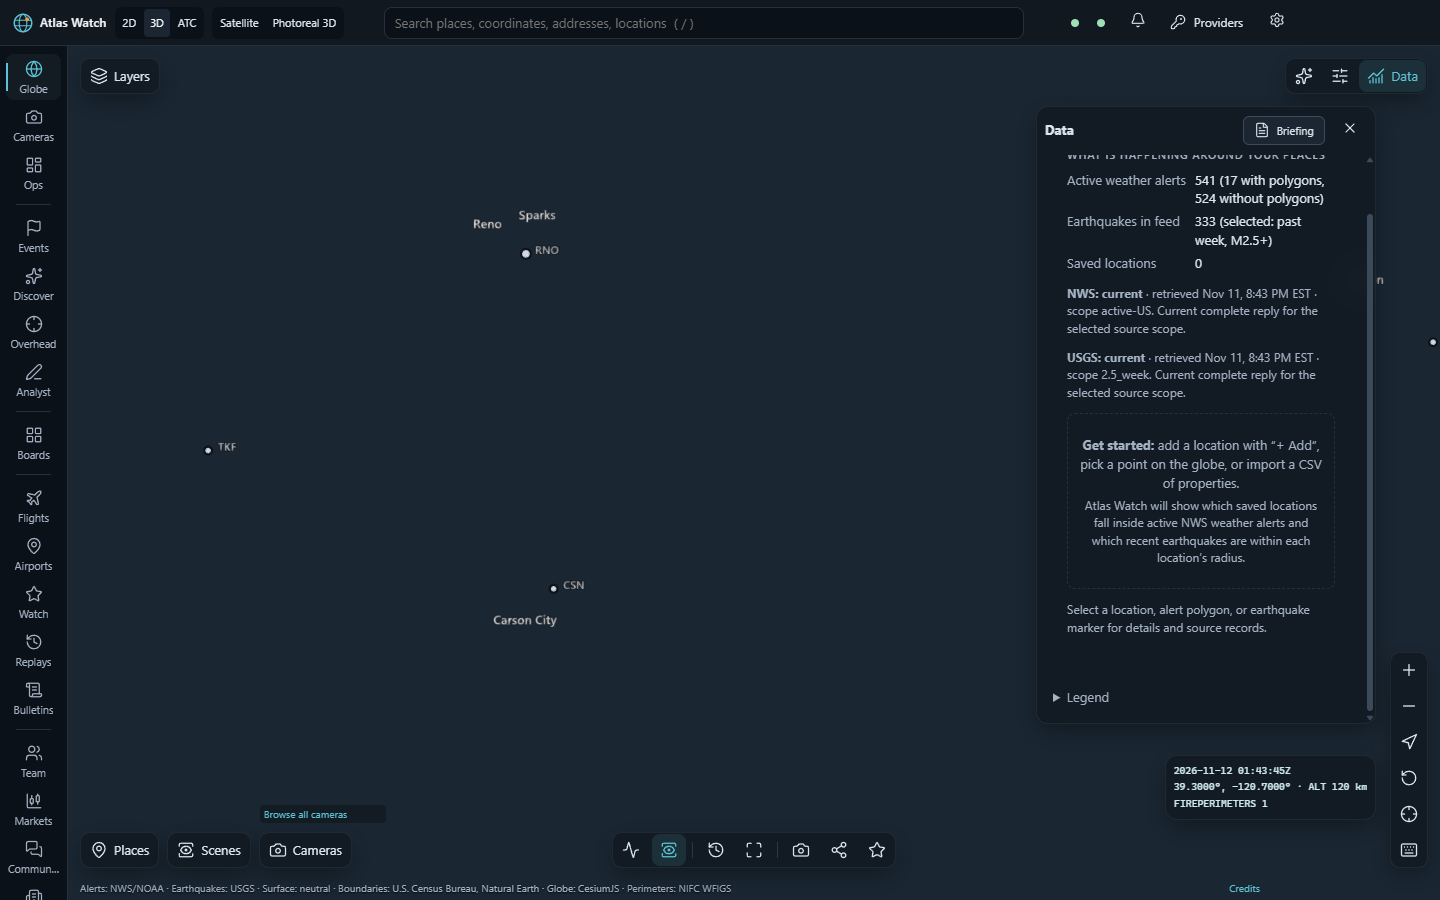 Atlas Watch
2D 3D ATC
Satellite Photoreal 3D
Search places, coordinates, addresses, locations ( / )
Providers
Globe
Cameras
Ops
Events
Discover
Overhead
Analyst
Boards
Flights
Airports
Watch
Replays
Bulletins
Team
Markets
Commun...
Layers
Data
Reno
Sparks
RNO
TKF
CSN
Carson City
n
Data
Briefing
WHAT IS HAPPENING AROUND YOUR PLACES
Active weather alerts 541 (17 with polygons,
524 without polygons)
Earthquakes in feed 333 (selected: past
week, M2.5+)
Saved locations 0
NWS: current · retrieved Nov 11, 8:43 PM EST ·
scope active-US. Current complete reply for the
selected source scope.
USGS: current · retrieved Nov 11, 8:43 PM EST ·
scope 2.5_week. Current complete reply for the
selected source scope.
Get started: add a location with “+ Add”,
pick a point on the globe, or import a CSV
of properties.
Atlas Watch will show which saved locations
fall inside active NWS weather alerts and
which recent earthquakes are within each
location’s radius.
Select a location, alert polygon, or earthquake
marker for details and source records.
Legend
2026-11-12 01:43:45Z
39.3000°, -120.7000° · ALT 120 km
FIREPERIMETERS 1
Browse all cameras
Places
Scenes
Cameras
Alerts: NWS/NOAA · Earthquakes: USGS · Surface: neutral · Boundaries: U.S. Census Bureau, Natural Earth · Globe: CesiumJS · Perimeters: NIFC WFIGS
Credits